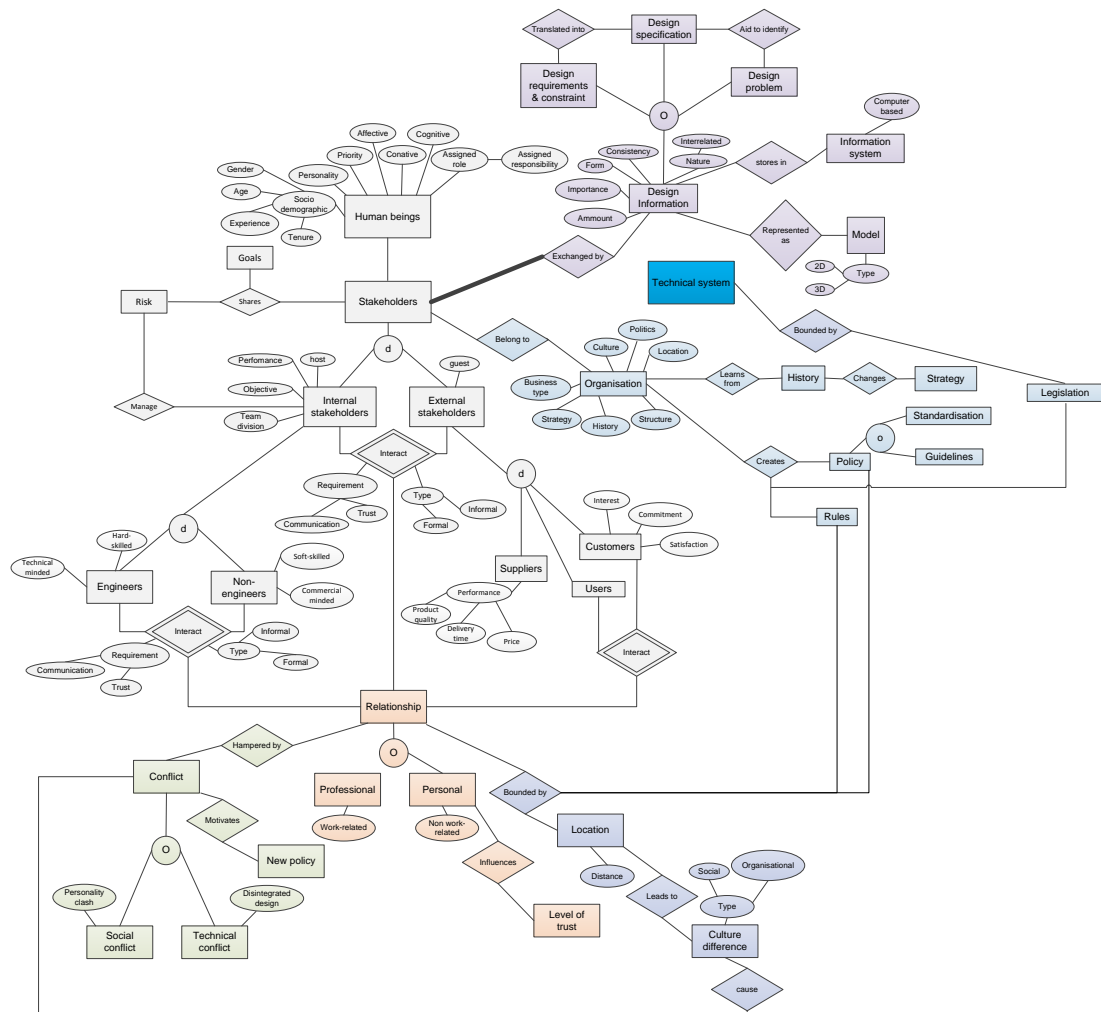 Design
specification
Translated into
Aid to identify
Design
requirements
& constraint
Design
problem
O
Computer
based
Information
system
Interrelated
Consistency
Nature
Form
stores in
Importance
Design
Information
Ammount
Represented
as
Model
2D
Type
3D
Exchanged by
Affective
Cognitive
Priority
Conative
Assigned
role
Assigned
responsibility
Gender
Personality
Age
Socio
demographic
Human beings
Experience
Tenure
Goals
Risk
Shares
Stakeholders
Technical system
Bounded by
Belong to
Politics
Culture
Location
Business
type
Organisation
Learns
from
History
Changes
Strategy
Strategy
History
Structure
Legislation
Standardisation
o
Guidelines
Creates
Policy
Rules
d
Perfomance
host
guest
Objective
Internal
stakeholders
External
stakeholders
Manage
Team
division
Interact
Requirement
Type
Informal
Communication
Trust
Formal
d
Interest
Commitment
Customers
Satisfaction
Suppliers
Users
Performance
Product
quality
Delivery
time
Price
Interact
d
Hard-
skilled
Soft-skilled
Technical
minded
Engineers
Non-
engineers
Commercial
minded
Interact
Informal
Requirement
Type
Communication
Formal
Trust
Relationship
Hampered by
O
Conflict
Professional
Personal
Bounded by
Motivates
Work-related
Non work-
related
Location
O
New policy
Influences
Distance
Social
Organisational
Personality
clash
Disintegrated
design
Leads to
Type
Social
conflict
Technical
conflict
Level of
trust
Culture
difference
cause